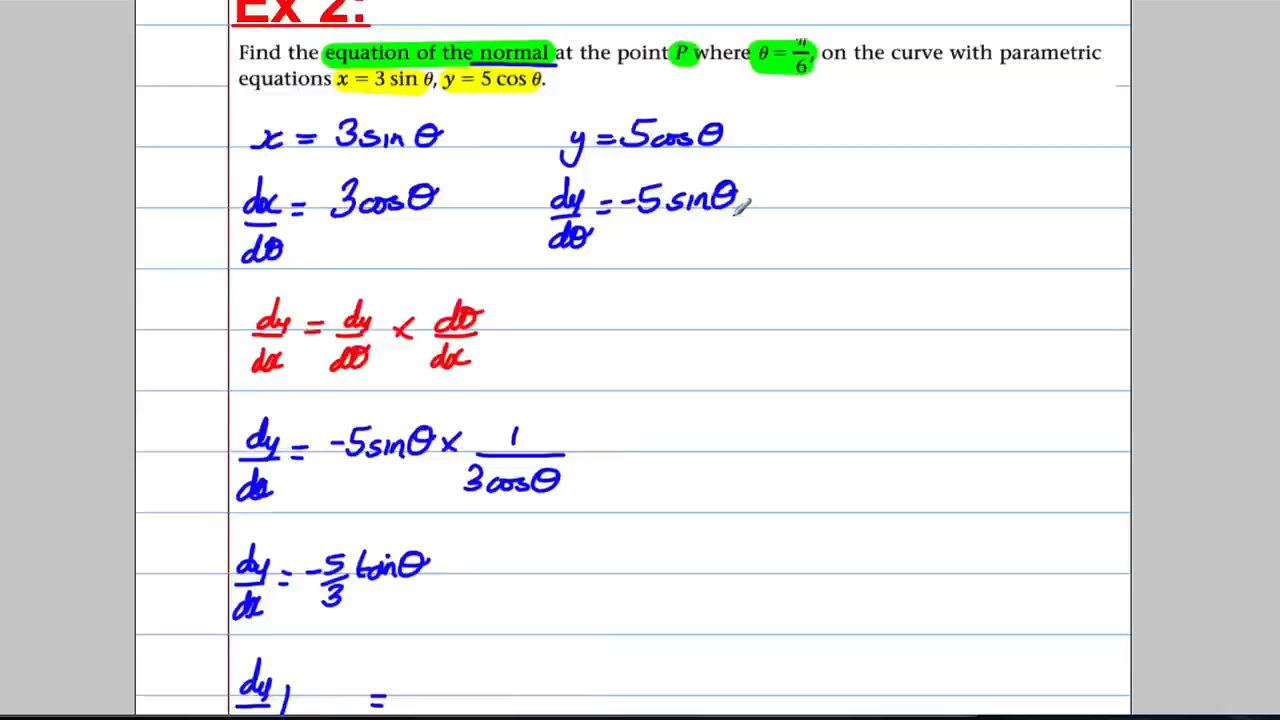 Ex 2:
Find the equation of the normal at the point P where θ = π/6, on the curve with parametric
equations x = 3 sin θ, y = 5 cos θ.
x = 3sinθ y = 5cosθ
dx/dθ = 3cosθ dy/dθ = -5sinθ
dy/dx = dy/dθ × dθ/dx
dy/dx = -5sinθ × 1/3cosθ
dy/dx = -5/3 tanθ
dy =